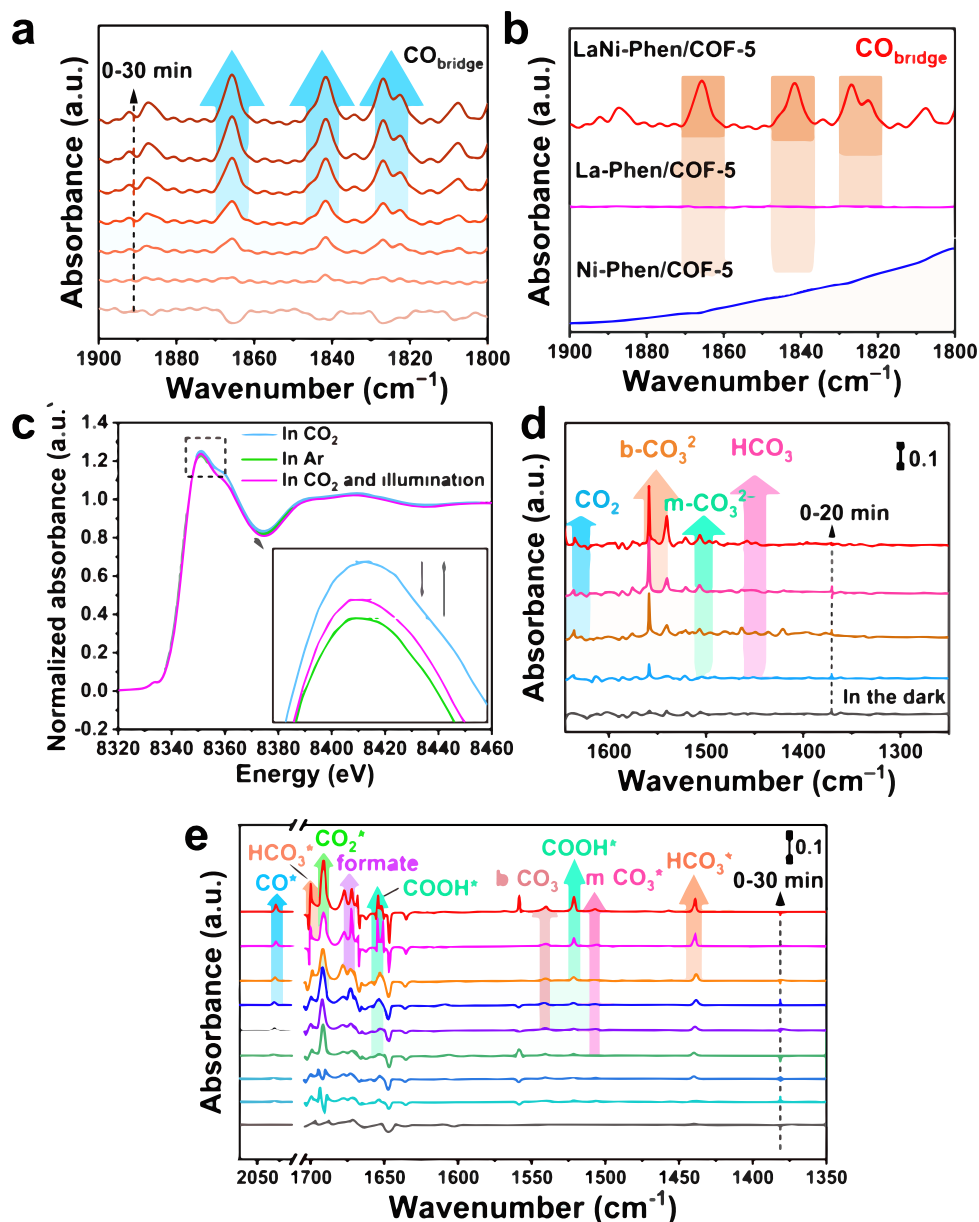 a
Absorbance (a.u.)
0-30 min
CO bridge
1900 1880 1860 1840 1820 1800
Wavenumber (cm⁻¹)
b
Absorbance (a.u.)
LaNi-Phen/COF-5
CO bridge
La-Phen/COF-5
Ni-Phen/COF-5
1900 1880 1860 1840 1820 1800
Wavenumber (cm⁻¹)
c
Normalized absorbance (a.u.)
1.4
1.2
1.0
0.8
0.6
0.4
0.2
0.0
-0.2
In CO₂
In Ar
In CO₂ and illumination
8320 8340 8360 8380 8400 8420 8440 8460
Energy (eV)
d
Absorbance (a.u.)
0.1
b-CO₃²
HCO₃
CO₂
m-CO₃²⁻
0-20 min
In the dark
1600 1500 1400 1300
Wavenumber (cm⁻¹)
e
Absorbance (a.u.)
0.1
CO₂*
HCO₃*
formate
CO*
COOH*
b CO₃
COOH*
m CO₃*
HCO₃*
0-30 min
2050 1700 1650 1600 1550 1500 1450 1400 1350
Wavenumber (cm⁻¹)